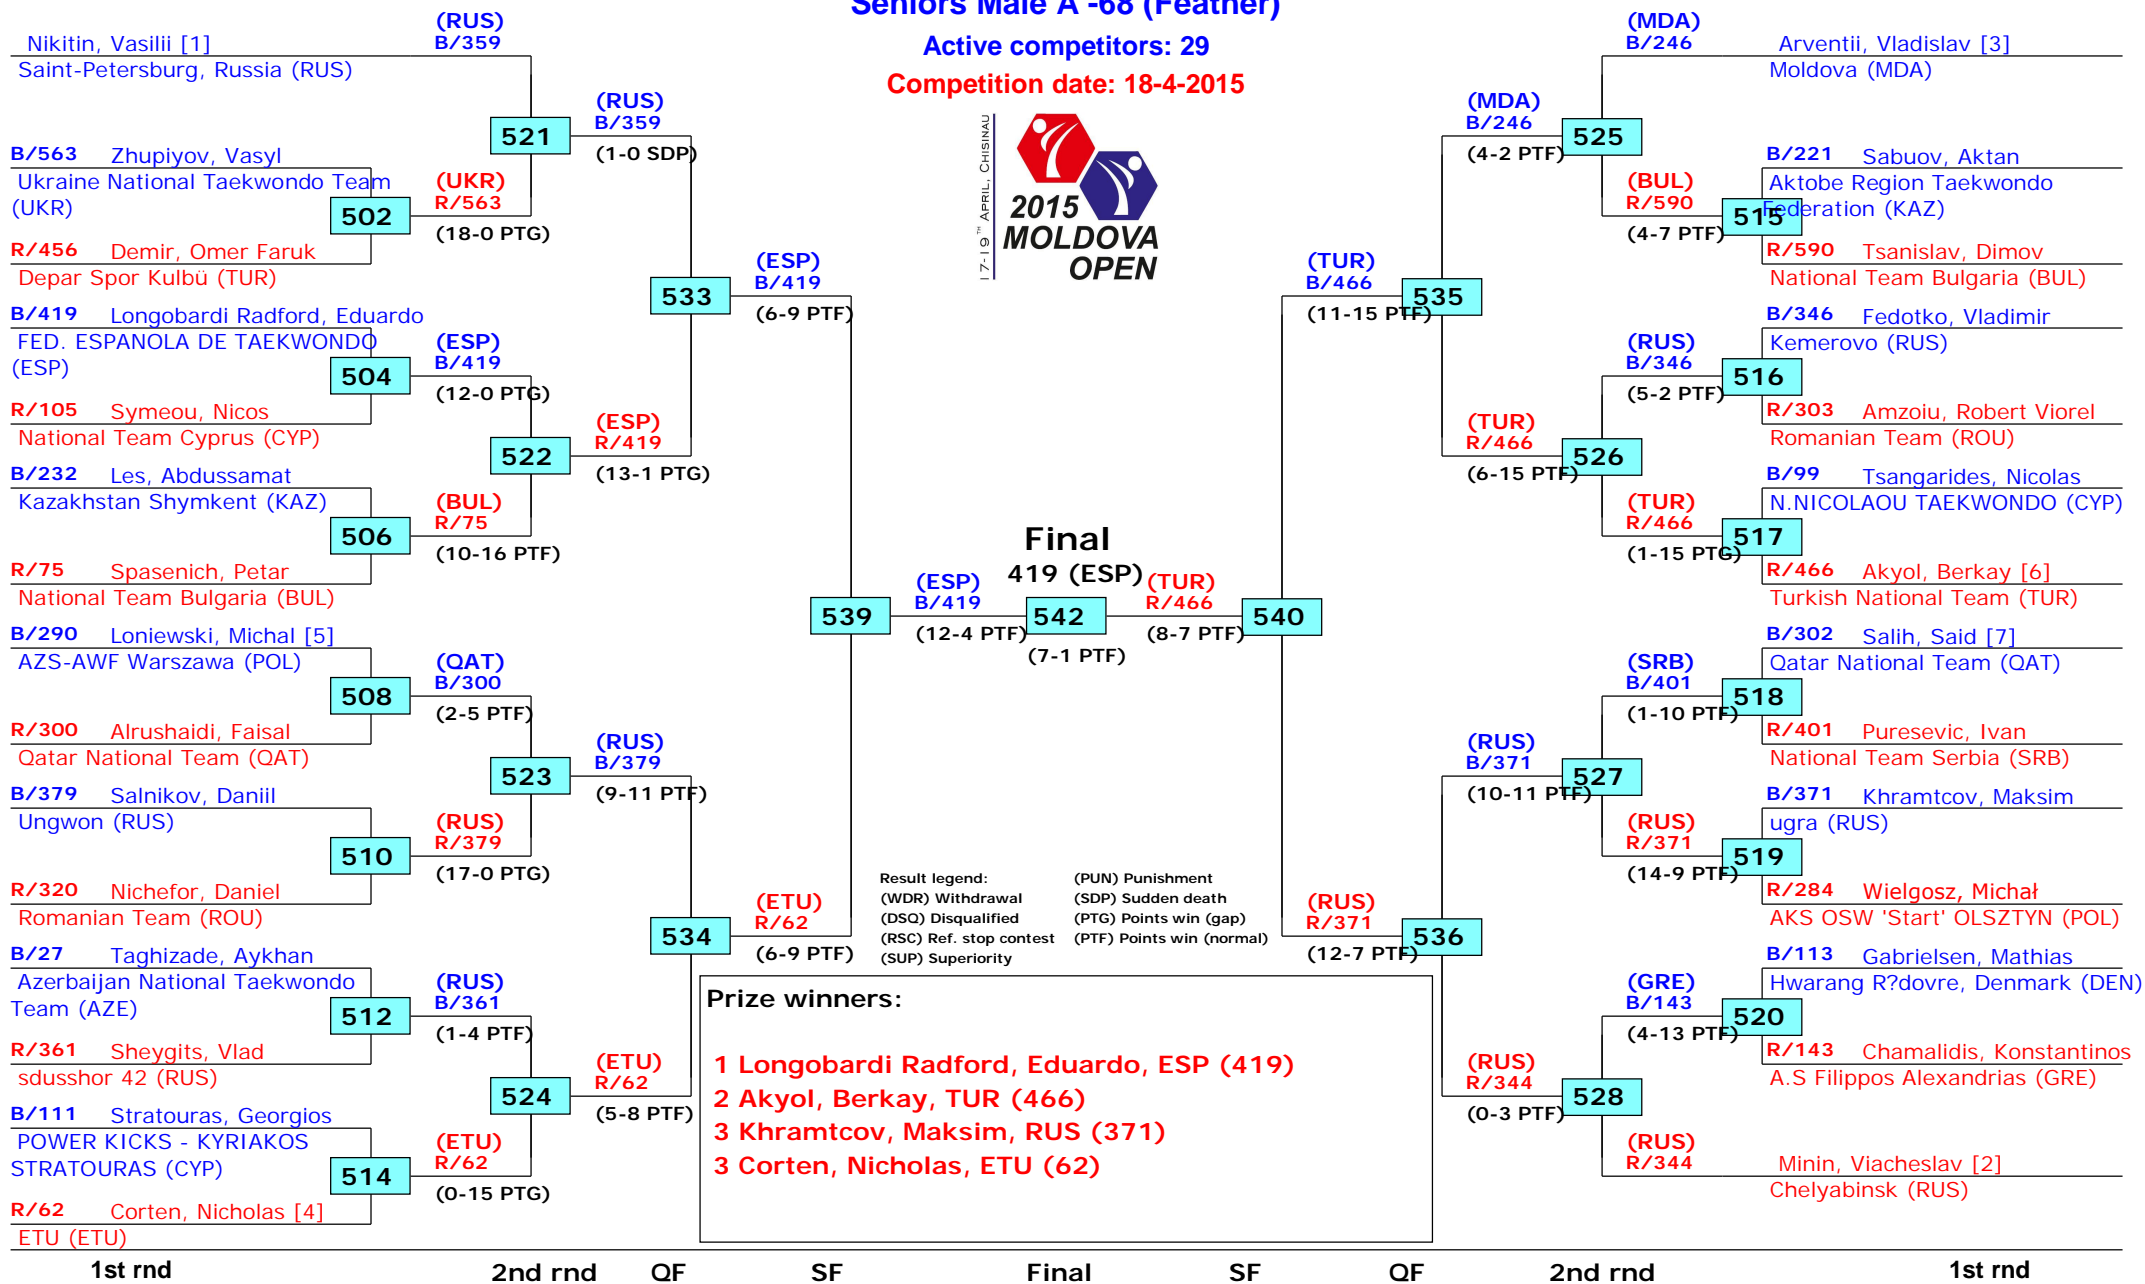 Seniors Male A -68 (Feather)
Active competitors: 29
Competition date: 18-4-2015
17-19TH APRIL, CHISINAU
2015
MOLDOVA
OPEN
(RUS)
B/359
Nikitin, Vasilii [1]
Saint-Petersburg, Russia (RUS)
B/563 Zhupiyov, Vasyl
Ukraine National Taekwondo Team
(UKR)
502
R/456 Demir, Omer Faruk
Depar Spor Kulbü (TUR)
(UKR)
R/563
(18-0 PTG)
521
(RUS)
B/359
(1-0 SDP)
B/419 Longobardi Radford, Eduardo
FED. ESPANOLA DE TAEKWONDO
(ESP)
504
R/105 Symeou, Nicos
National Team Cyprus (CYP)
(ESP)
B/419
(12-0 PTG)
B/232 Les, Abdussamat
Kazakhstan Shymkent (KAZ)
506
R/75 Spasenich, Petar
National Team Bulgaria (BUL)
(BUL)
R/75
(10-16 PTF)
522
(ESP)
R/419
(13-1 PTG)
533
(ESP)
B/419
(6-9 PTF)
B/290 Loniewski, Michal [5]
AZS-AWF Warszawa (POL)
508
R/300 Alrushaidi, Faisal
Qatar National Team (QAT)
(QAT)
B/300
(2-5 PTF)
B/379 Salnikov, Daniil
Ungwon (RUS)
510
R/320 Nichefor, Daniel
Romanian Team (ROU)
(RUS)
R/379
(17-0 PTG)
523
(RUS)
B/379
(9-11 PTF)
B/27 Taghizade, Aykhan
Azerbaijan National Taekwondo
Team (AZE)
512
R/361 Sheygits, Vlad
sdusshor 42 (RUS)
(RUS)
B/361
(1-4 PTF)
B/111 Stratouras, Georgios
POWER KICKS - KYRIAKOS
STRATOURAS (CYP)
514
R/62 Corten, Nicholas [4]
ETU (ETU)
(ETU)
R/62
(0-15 PTG)
524
(ETU)
R/62
(5-8 PTF)
534
(ETU)
R/62
(6-9 PTF)
539
(ESP)
B/419
(12-4 PTF)
Final
419 (ESP)
542
(7-1 PTF)
(TUR)
R/466
(8-7 PTF)
540
(TUR)
B/466
(11-15 PTF)
535
(MDA)
B/246
(4-2 PTF)
525
(MDA)
B/246
Arventii, Vladislav [3]
Moldova (MDA)
(BUL)
R/590
(4-7 PTF)
515
B/221 Sabuov, Aktan
Aktobe Region Taekwondo
Federation (KAZ)
R/590 Tsanislav, Dimov
National Team Bulgaria (BUL)
(TUR)
R/466
(6-15 PTF)
526
(RUS)
B/346
(5-2 PTF)
516
B/346 Fedotko, Vladimir
Kemerovo (RUS)
R/303 Amzoiu, Robert Viorel
Romanian Team (ROU)
(TUR)
R/466
(1-15 PTG)
517
B/99 Tsangarides, Nicolas
N.NICOLAOU TAEKWONDO (CYP)
R/466 Akyol, Berkay [6]
Turkish National Team (TUR)
(RUS)
R/371
(12-7 PTF)
536
(RUS)
B/371
(10-11 PTF)
527
(SRB)
B/401
(1-10 PTF)
518
B/302 Salih, Said [7]
Qatar National Team (QAT)
R/401 Puresevic, Ivan
National Team Serbia (SRB)
(RUS)
R/371
(14-9 PTF)
519
B/371 Khramtcov, Maksim
ugra (RUS)
R/284 Wielgosz, Michał
AKS OSW 'Start' OLSZTYN (POL)
(RUS)
R/344
(0-3 PTF)
528
(GRE)
B/143
(4-13 PTF)
520
B/113 Gabrielsen, Mathias
Hwarang R?dovre, Denmark (DEN)
R/143 Chamalidis, Konstantinos
A.S Filippos Alexandrias (GRE)
(RUS)
R/344
Minin, Viacheslav [2]
Chelyabinsk (RUS)
Result legend:
(WDR) Withdrawal
(DSQ) Disqualified
(RSC) Ref. stop contest
(SUP) Superiority
(PUN) Punishment
(SDP) Sudden death
(PTG) Points win (gap)
(PTF) Points win (normal)
Prize winners:
1 Longobardi Radford, Eduardo, ESP (419)
2 Akyol, Berkay, TUR (466)
3 Khramtcov, Maksim, RUS (371)
3 Corten, Nicholas, ETU (62)
1st rnd 2nd rnd QF SF Final SF QF 2nd rnd 1st rnd